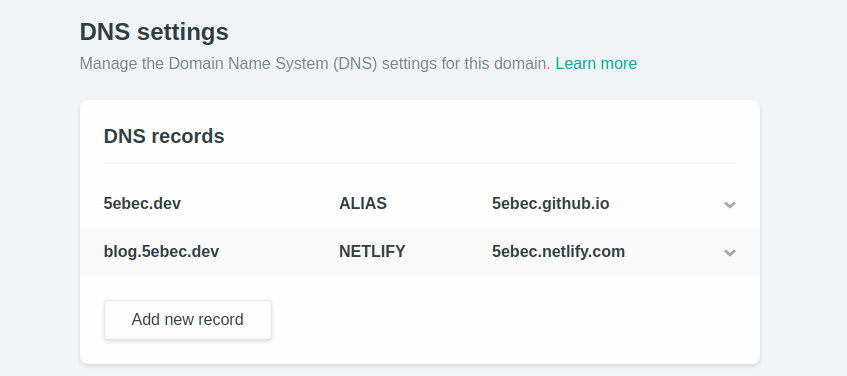 DNS settings
Manage the Domain Name System (DNS) settings for this domain. Learn more
DNS records
5ebec.dev ALIAS 5ebec.github.io
blog.5ebec.dev NETLIFY 5ebec.netlify.com
Add new record